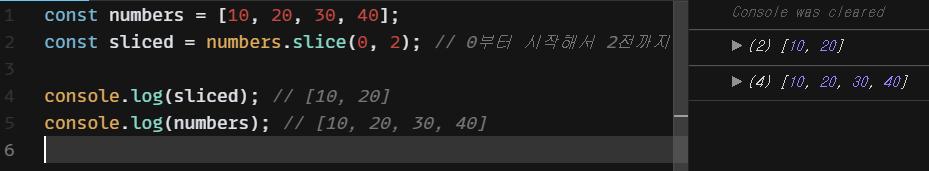 1 const numbers = [10, 20, 30, 40];
2 const sliced = numbers.slice(0, 2); // 0부터 시작해서 2전까지
3
4 console.log(sliced); // [10, 20]
5 console.log(numbers); // [10, 20, 30, 40]
6
Console was cleared
▶ (2) [10, 20]
▶ (4) [10, 20, 30, 40]